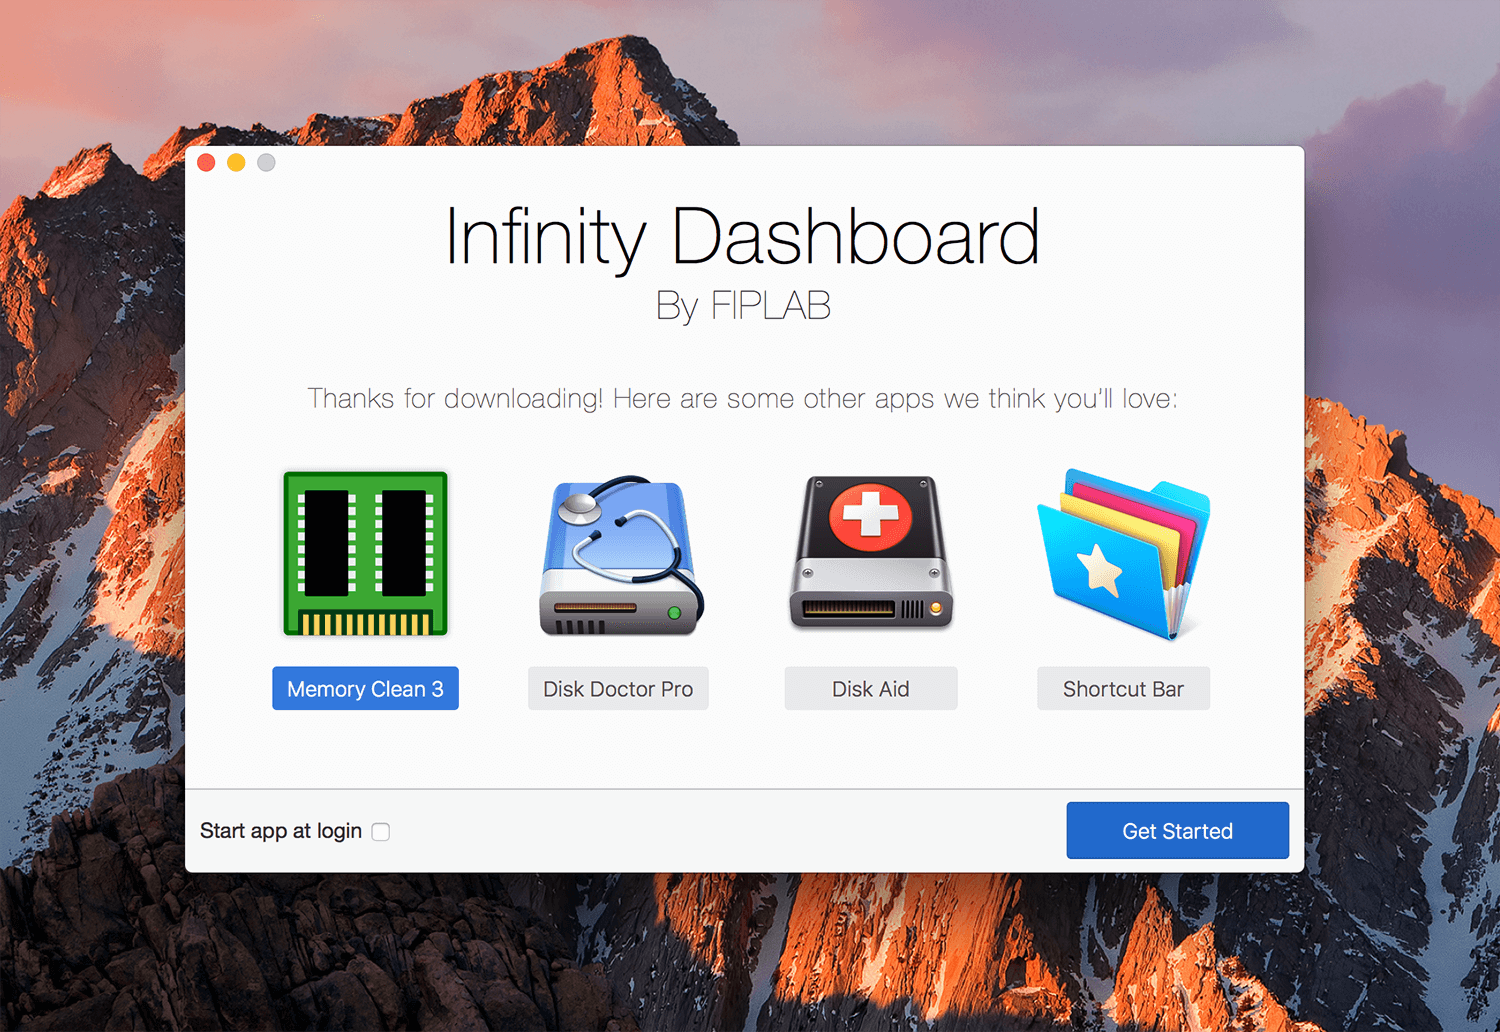 Infinity Dashboard
By FIPLAB
Thanks for downloading! Here are some other apps we think you'll love:
Memory Clean 3
Disk Doctor Pro
Disk Aid
Shortcut Bar
Start app at login
Get Started